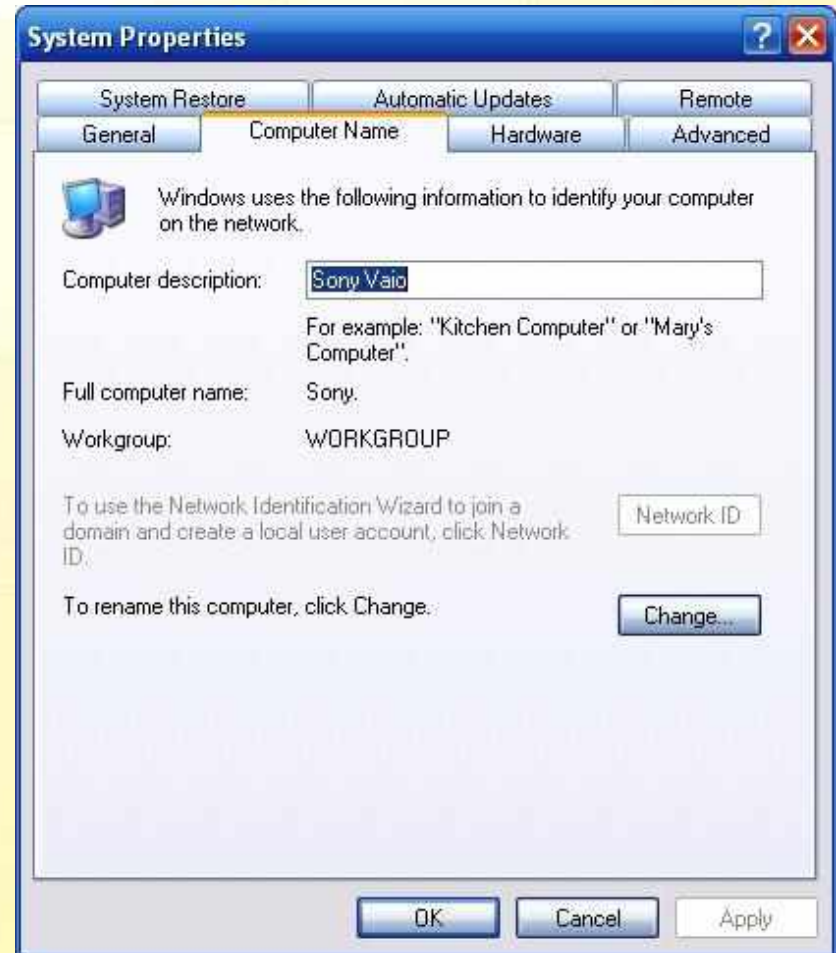 System Properties
System Restore
Automatic Updates
Remote
General
Computer Name
Hardware
Advanced
Windows uses the following information to identify your computer
on the network.
Computer description:
Sony Vaio
For example: "Kitchen Computer" or "Mary's
Computer".
Full computer name:
Sony.
Workgroup:
WORKGROUP
To use the Network Identification Wizard to join a
domain and create a local user account, click Network
ID.
Network ID
To rename this computer, click Change.
Change...
OK
Cancel
Apply